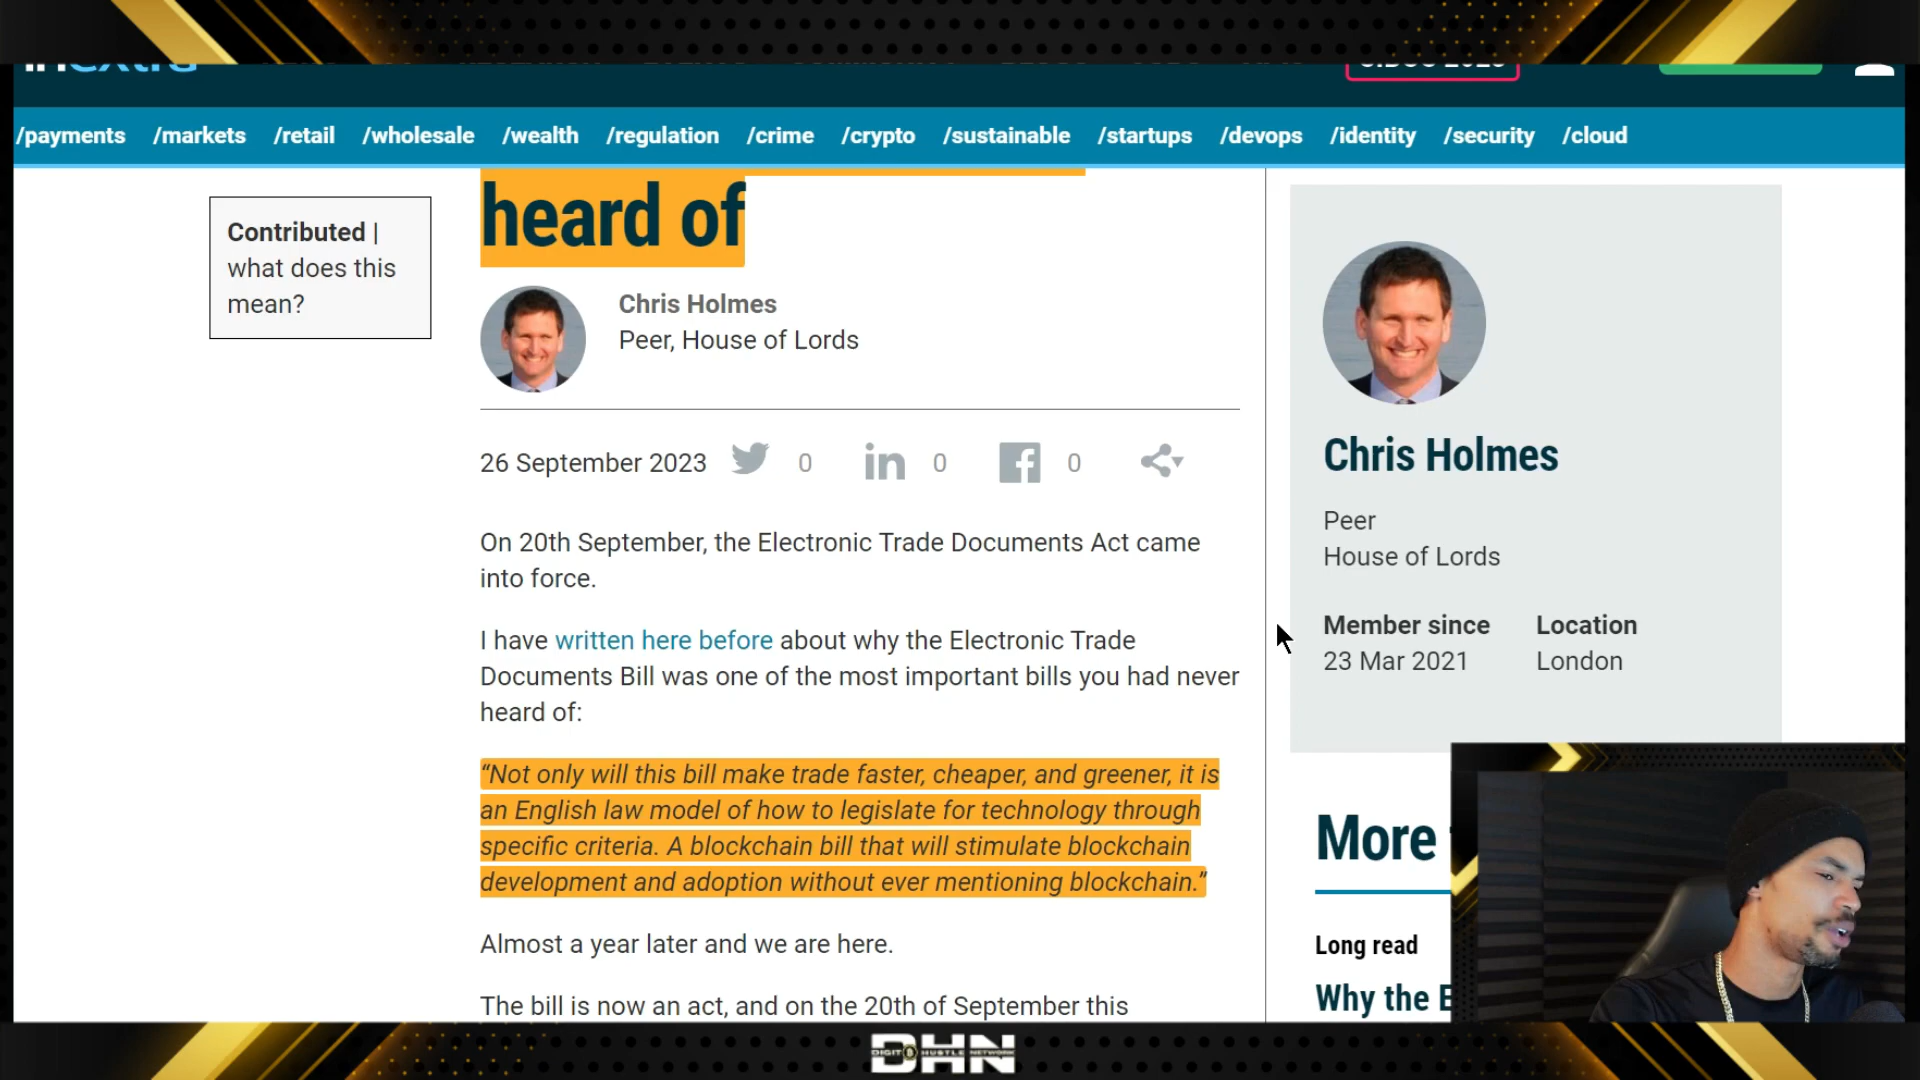 /payments /markets /retail /wholesale /wealth /regulation /crime /crypto /sustainable /startups /devops /identity /security /cloud
Contributed |
what does this
mean?
heard of
Chris Holmes
Peer, House of Lords
26 September 2023 0 0 0
On 20th September, the Electronic Trade Documents Act came
into force.
I have written here before about why the Electronic Trade
Documents Bill was one of the most important bills you had never
heard of:
“Not only will this bill make trade faster, cheaper, and greener, it is
an English law model of how to legislate for technology through
specific criteria. A blockchain bill that will stimulate blockchain
development and adoption without ever mentioning blockchain.”
Almost a year later and we are here.
The bill is now an act, and on the 20th of September this
Chris Holmes
Peer
House of Lords
Member since Location
23 Mar 2021 London
More
Long read
Why the E
DHN
DIGIT HUSTLE NETWORK